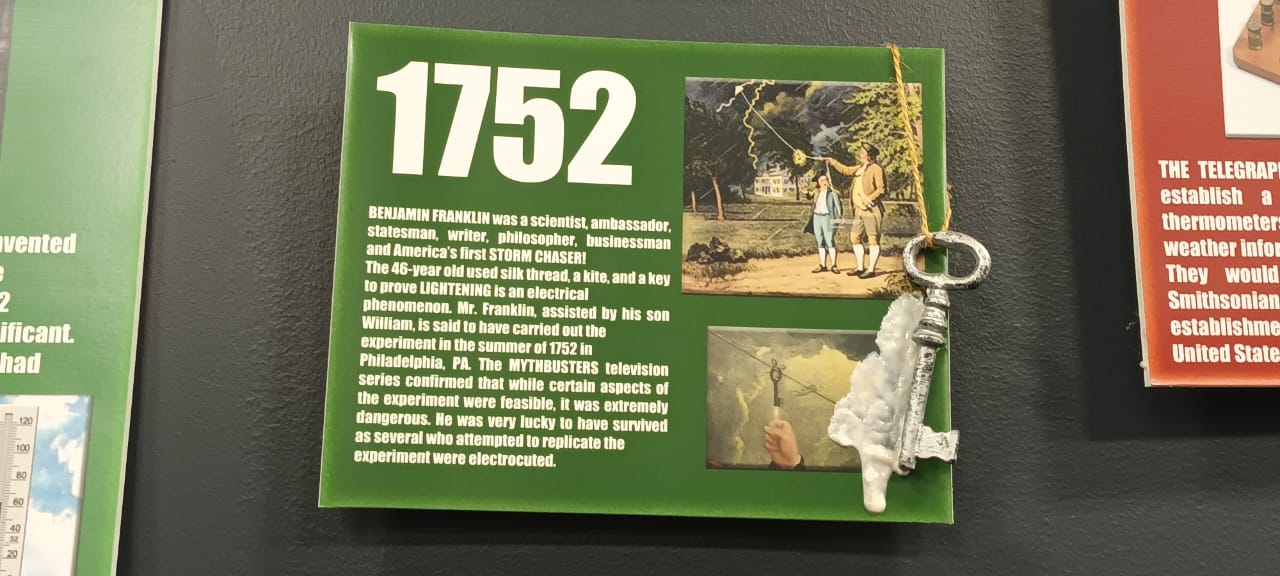 1752
BENJAMIN FRANKLIN was a scientist, ambassador,
statesman, writer, philosopher, businessman
and America's first STORM CHASER!
The 46-year old used silk thread, a kite, and a key
to prove LIGHTENING is an electrical
phenomenon. Mr. Franklin, assisted by his son
William, is said to have carried out the
experiment in the summer of 1752 in
Philadelphia, PA. The MYTHBUSTERS television
series confirmed that while certain aspects of
the experiment were feasible, it was extremely
dangerous. He was very lucky to have survived
as several who attempted to replicate the
experiment were electrocuted.
nvented
e
2
ificant.
had
120
100
80
60
40
32
20
THE TELEGRAP
establish a
thermometers
weather infor
They would
Smithsonian
establishme
United State